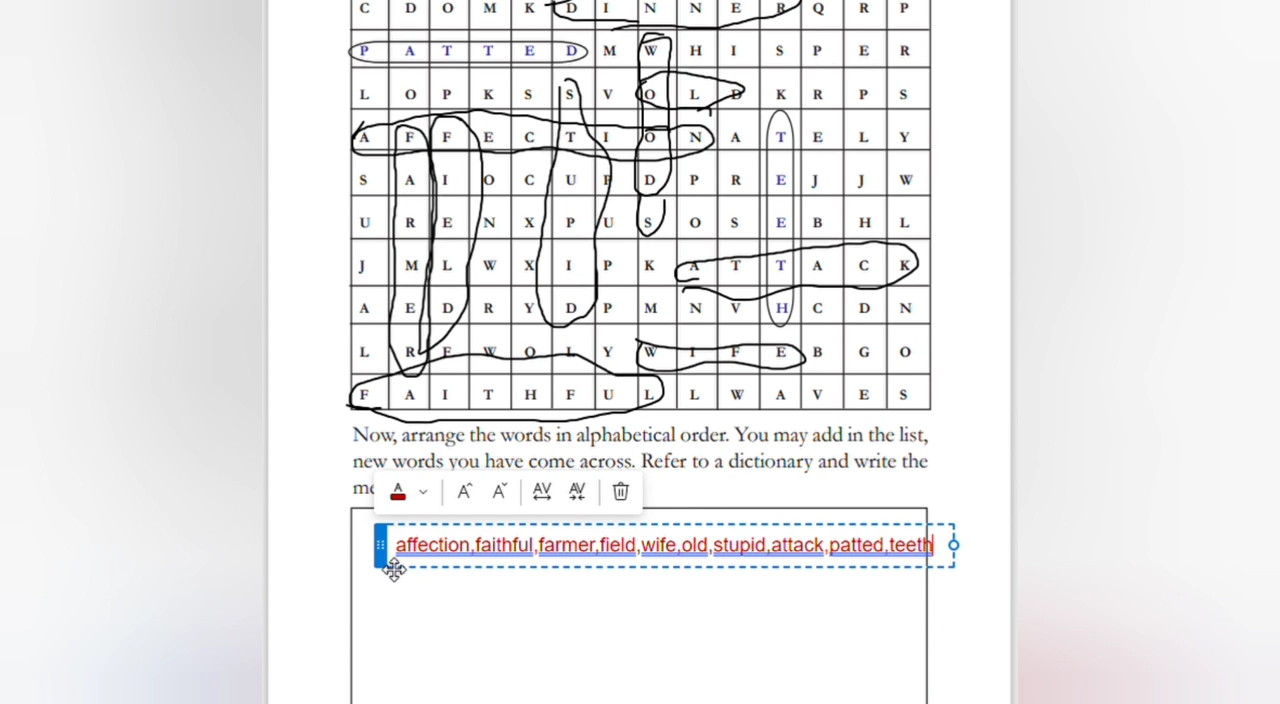 C D O M K D I N N E R Q R P
P A T T E D M W H I S P E R
L O P K S S V O L D K R P S
A F F E C T I O N A T E L Y
S A I O C U P D P R E J J W
U R E N X P U S O S E B H L
J M L W X I P K A T T A C K
A E D R Y D P M N V H C D N
L R F W O L Y W I F E B G O
F A I T H F U L L W A V E S
Now, arrange the words in alphabetical order. You may add in the list,
new words you have come across. Refer to a dictionary and write the
affection,faithful,farmer,field,wife,old,stupid,attack,patted,teeth